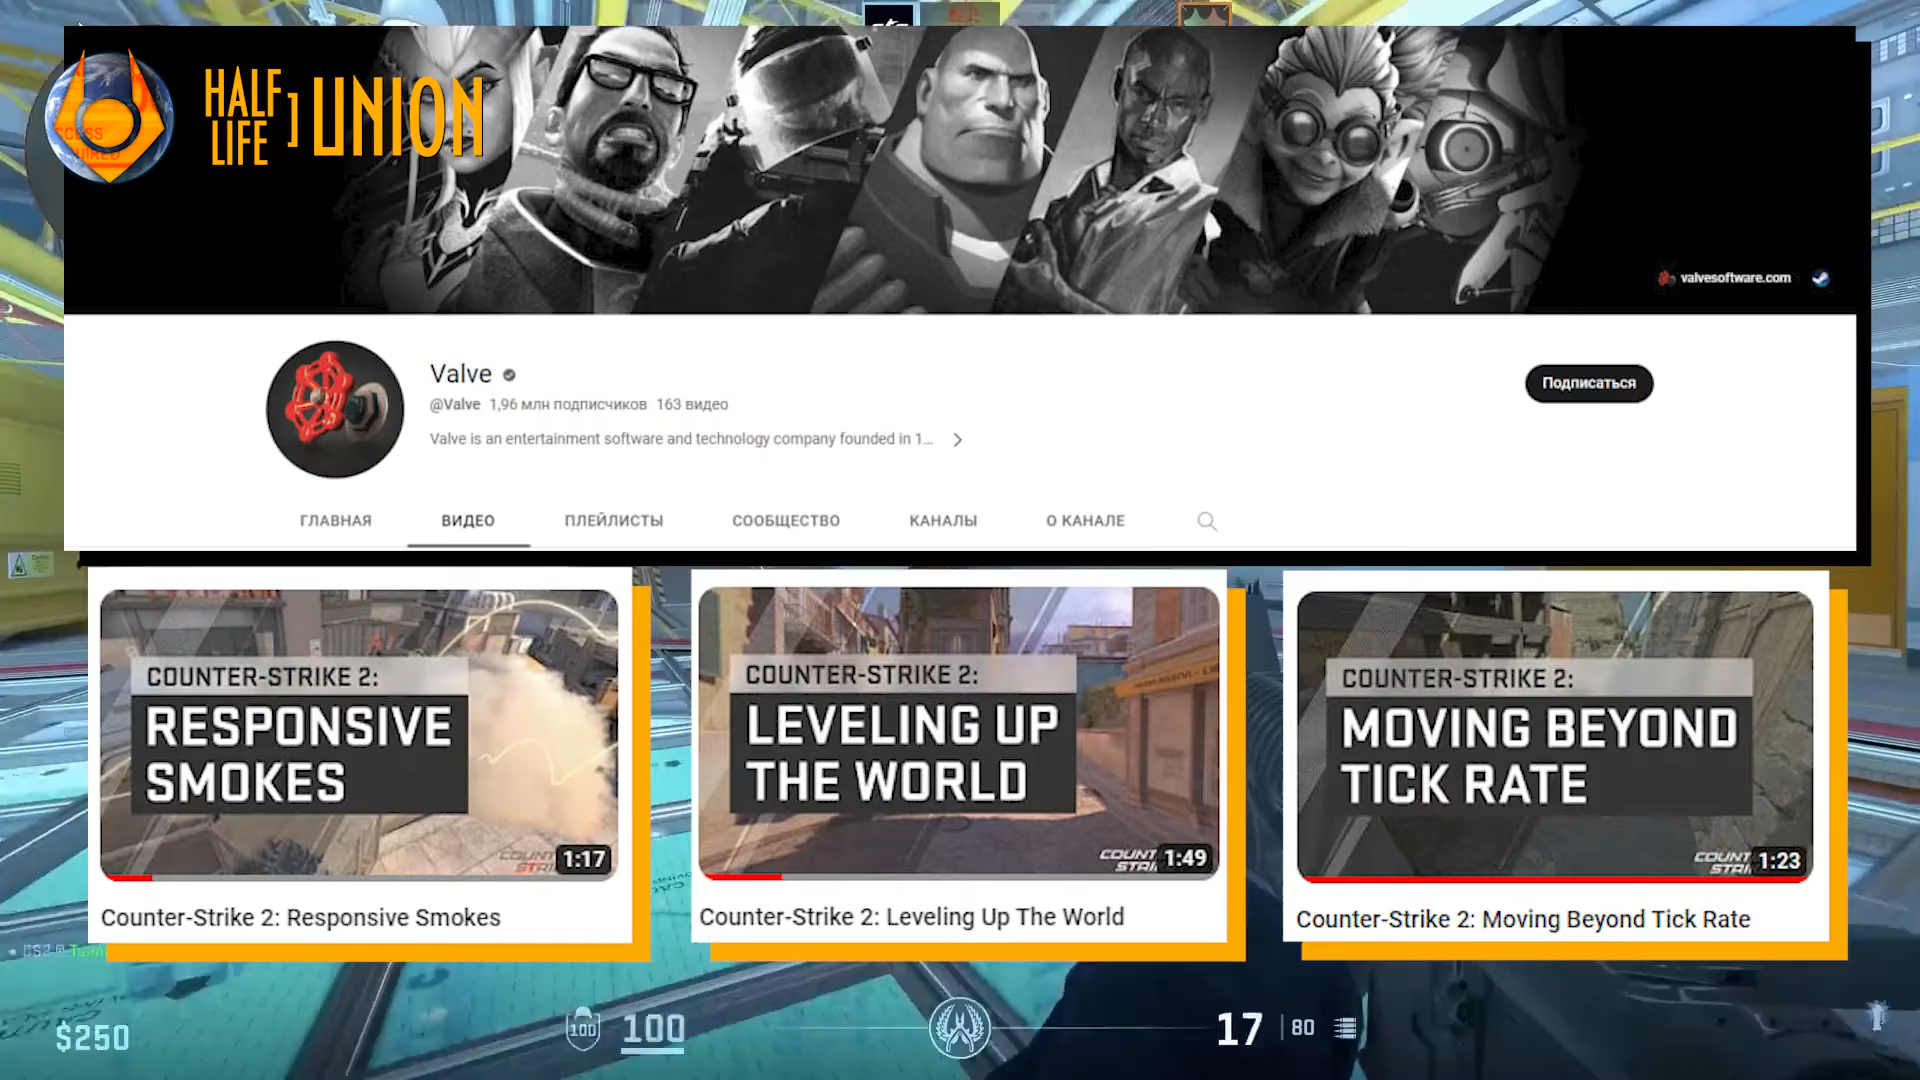 HALF
LIFE
UNION
valvesoftware.com
Valve
@Valve 1,96 млн подписчиков 163 видео
Valve is an entertainment software and technology company founded in 1...
Подписаться
ГЛАВНАЯ ВИДЕО ПЛЕЙЛИСТЫ СООБЩЕСТВО КАНАЛЫ О КАНАЛЕ
COUNTER-STRIKE 2:
RESPONSIVE
SMOKES
1:17
Counter-Strike 2: Responsive Smokes
COUNTER-STRIKE 2:
LEVELING UP
THE WORLD
1:49
Counter-Strike 2: Leveling Up The World
COUNTER-STRIKE 2:
MOVING BEYOND
TICK RATE
1:23
Counter-Strike 2: Moving Beyond Tick Rate
$250
100
100
17 80